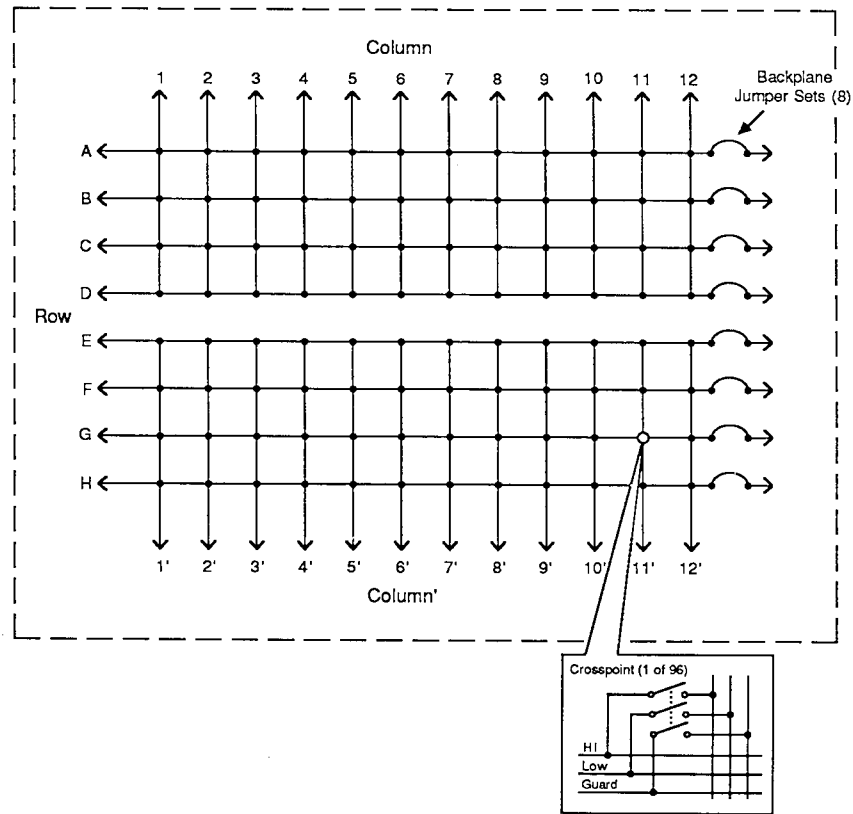 Column
1 2 3 4 5 6 7 8 9 10 11 12
Backplane
Jumper Sets (8)
A
B
C
D
Row
E
F
G
H
1' 2' 3' 4' 5' 6' 7' 8' 9' 10' 11' 12'
Column'
Crosspoint (1 of 96)
HI
Low
Guard